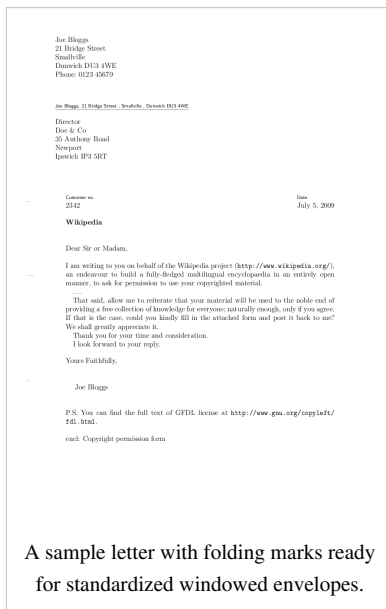 Joe Bloggs
21 Bridge Street
Smallville
Dunwich DU3 4WE
Phone: 0123 45679
Joe Bloggs, 21 Bridge Street , Smallville , Dunwich DU3 4WE
Director
Doe & Co
35 Anthony Road
Newport
Ipswich IP3 5RT
Customer no. Date
2342 July 5, 2009
Wikipedia
Dear Sir or Madam,
I am writing to you on behalf of the Wikipedia project (http://www.wikipedia.org/),
an endeavour to build a fully-fledged multilingual encyclopaedia in an entirely open
manner, to ask for permission to use your copyrighted material.
...
That said, allow me to reiterate that your material will be used to the noble end of
providing a free collection of knowledge for everyone; naturally enough, only if you agree.
If that is the case, could you kindly fill in the attached form and post it back to me?
We shall greatly appreciate it.
Thank you for your time and consideration.
I look forward to your reply.
Yours Faithfully,
Joe Bloggs
P.S. You can find the full text of GFDL license at http://www.gnu.org/copyleft/
fdl.html.
encl: Copyright permission form
A sample letter with folding marks ready
for standardized windowed envelopes.